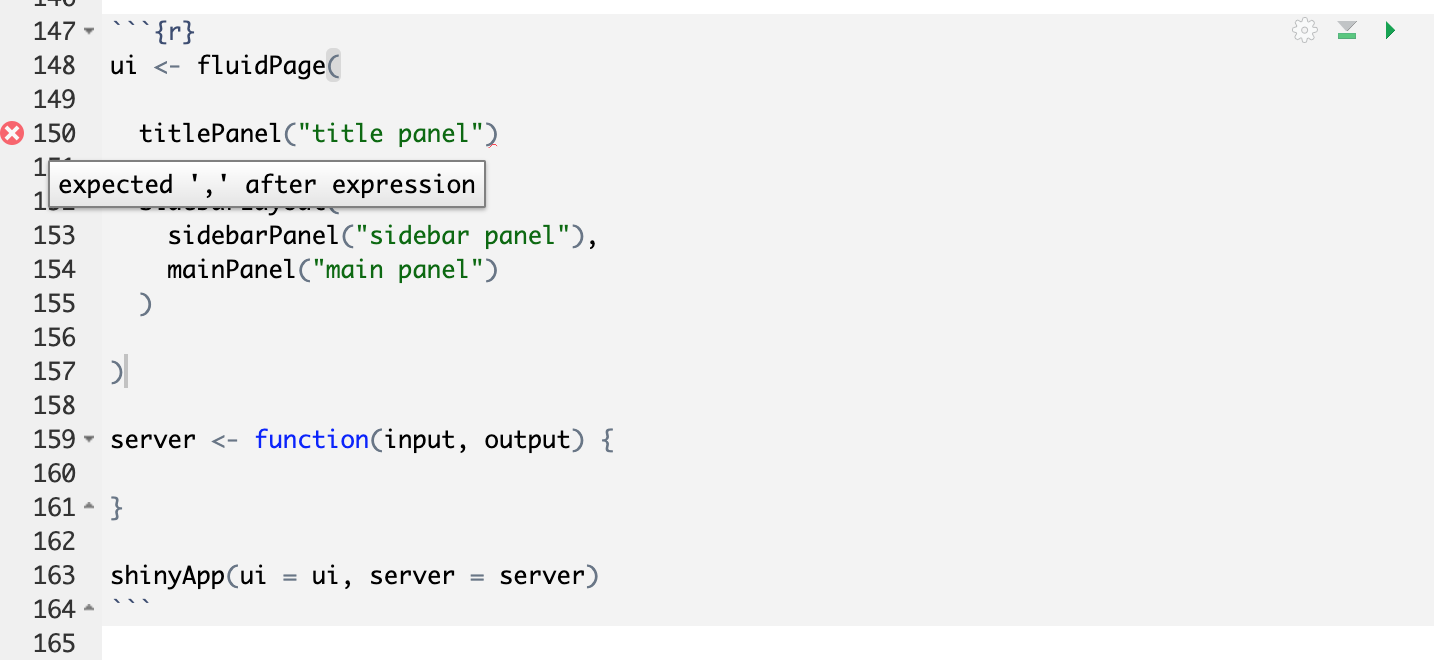 147 ```{r}
148 ui <- fluidPage(
149
150 titlePanel("title panel")
expected ',' after expression
153 sidebarPanel("sidebar panel"),
154 mainPanel("main panel")
155 )
156
157 )
158
159 server <- function(input, output) {
160
161 }
162
163 shinyApp(ui = ui, server = server)
164 ```
165